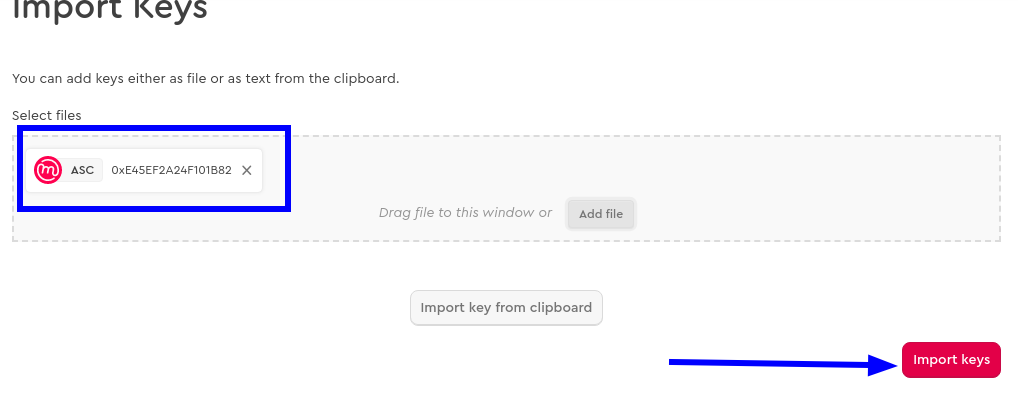 Import Keys
You can add keys either as file or as text from the clipboard.
Select files
ASC 0xE45EF2A24F101B82
Drag file to this window or Add file
Import key from clipboard
Import keys